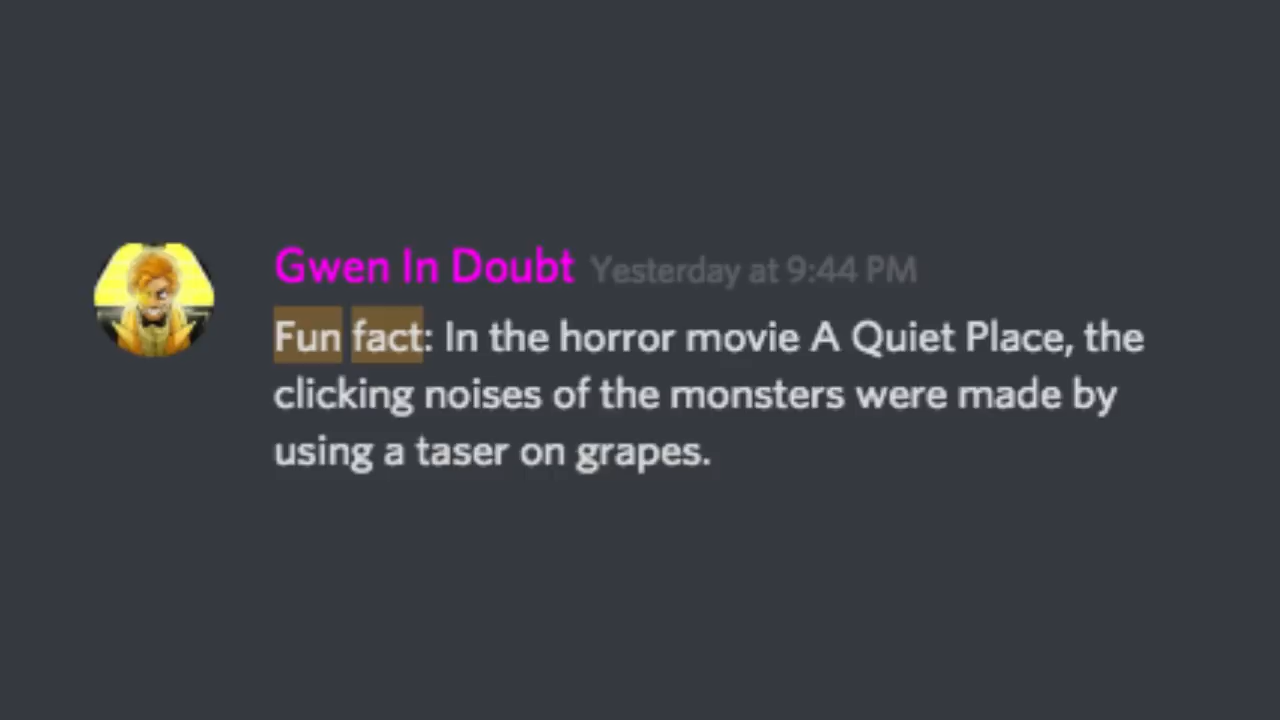 Gwen In Doubt Yesterday at 9:44 PM
Fun fact: In the horror movie A Quiet Place, the
clicking noises of the monsters were made by
using a taser on grapes.